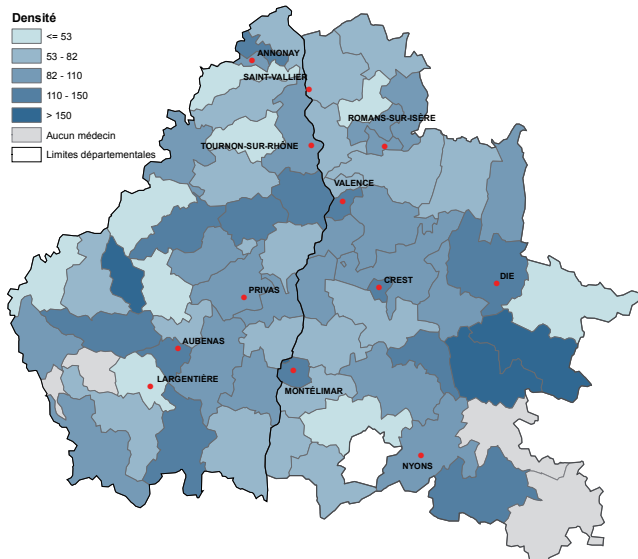 Densité
<= 53
53 - 82
82 - 110
110 - 150
> 150
Aucun médecin
Limites départementales
ANNONAY
SAINT-VALLIER
ROMANS-SUR-ISÈRE
TOURNON-SUR-RHÔNE
VALENCE
PRIVAS
CREST
DIE
AUBENAS
LARGENTIÈRE
MONTÉLIMAR
NYONS